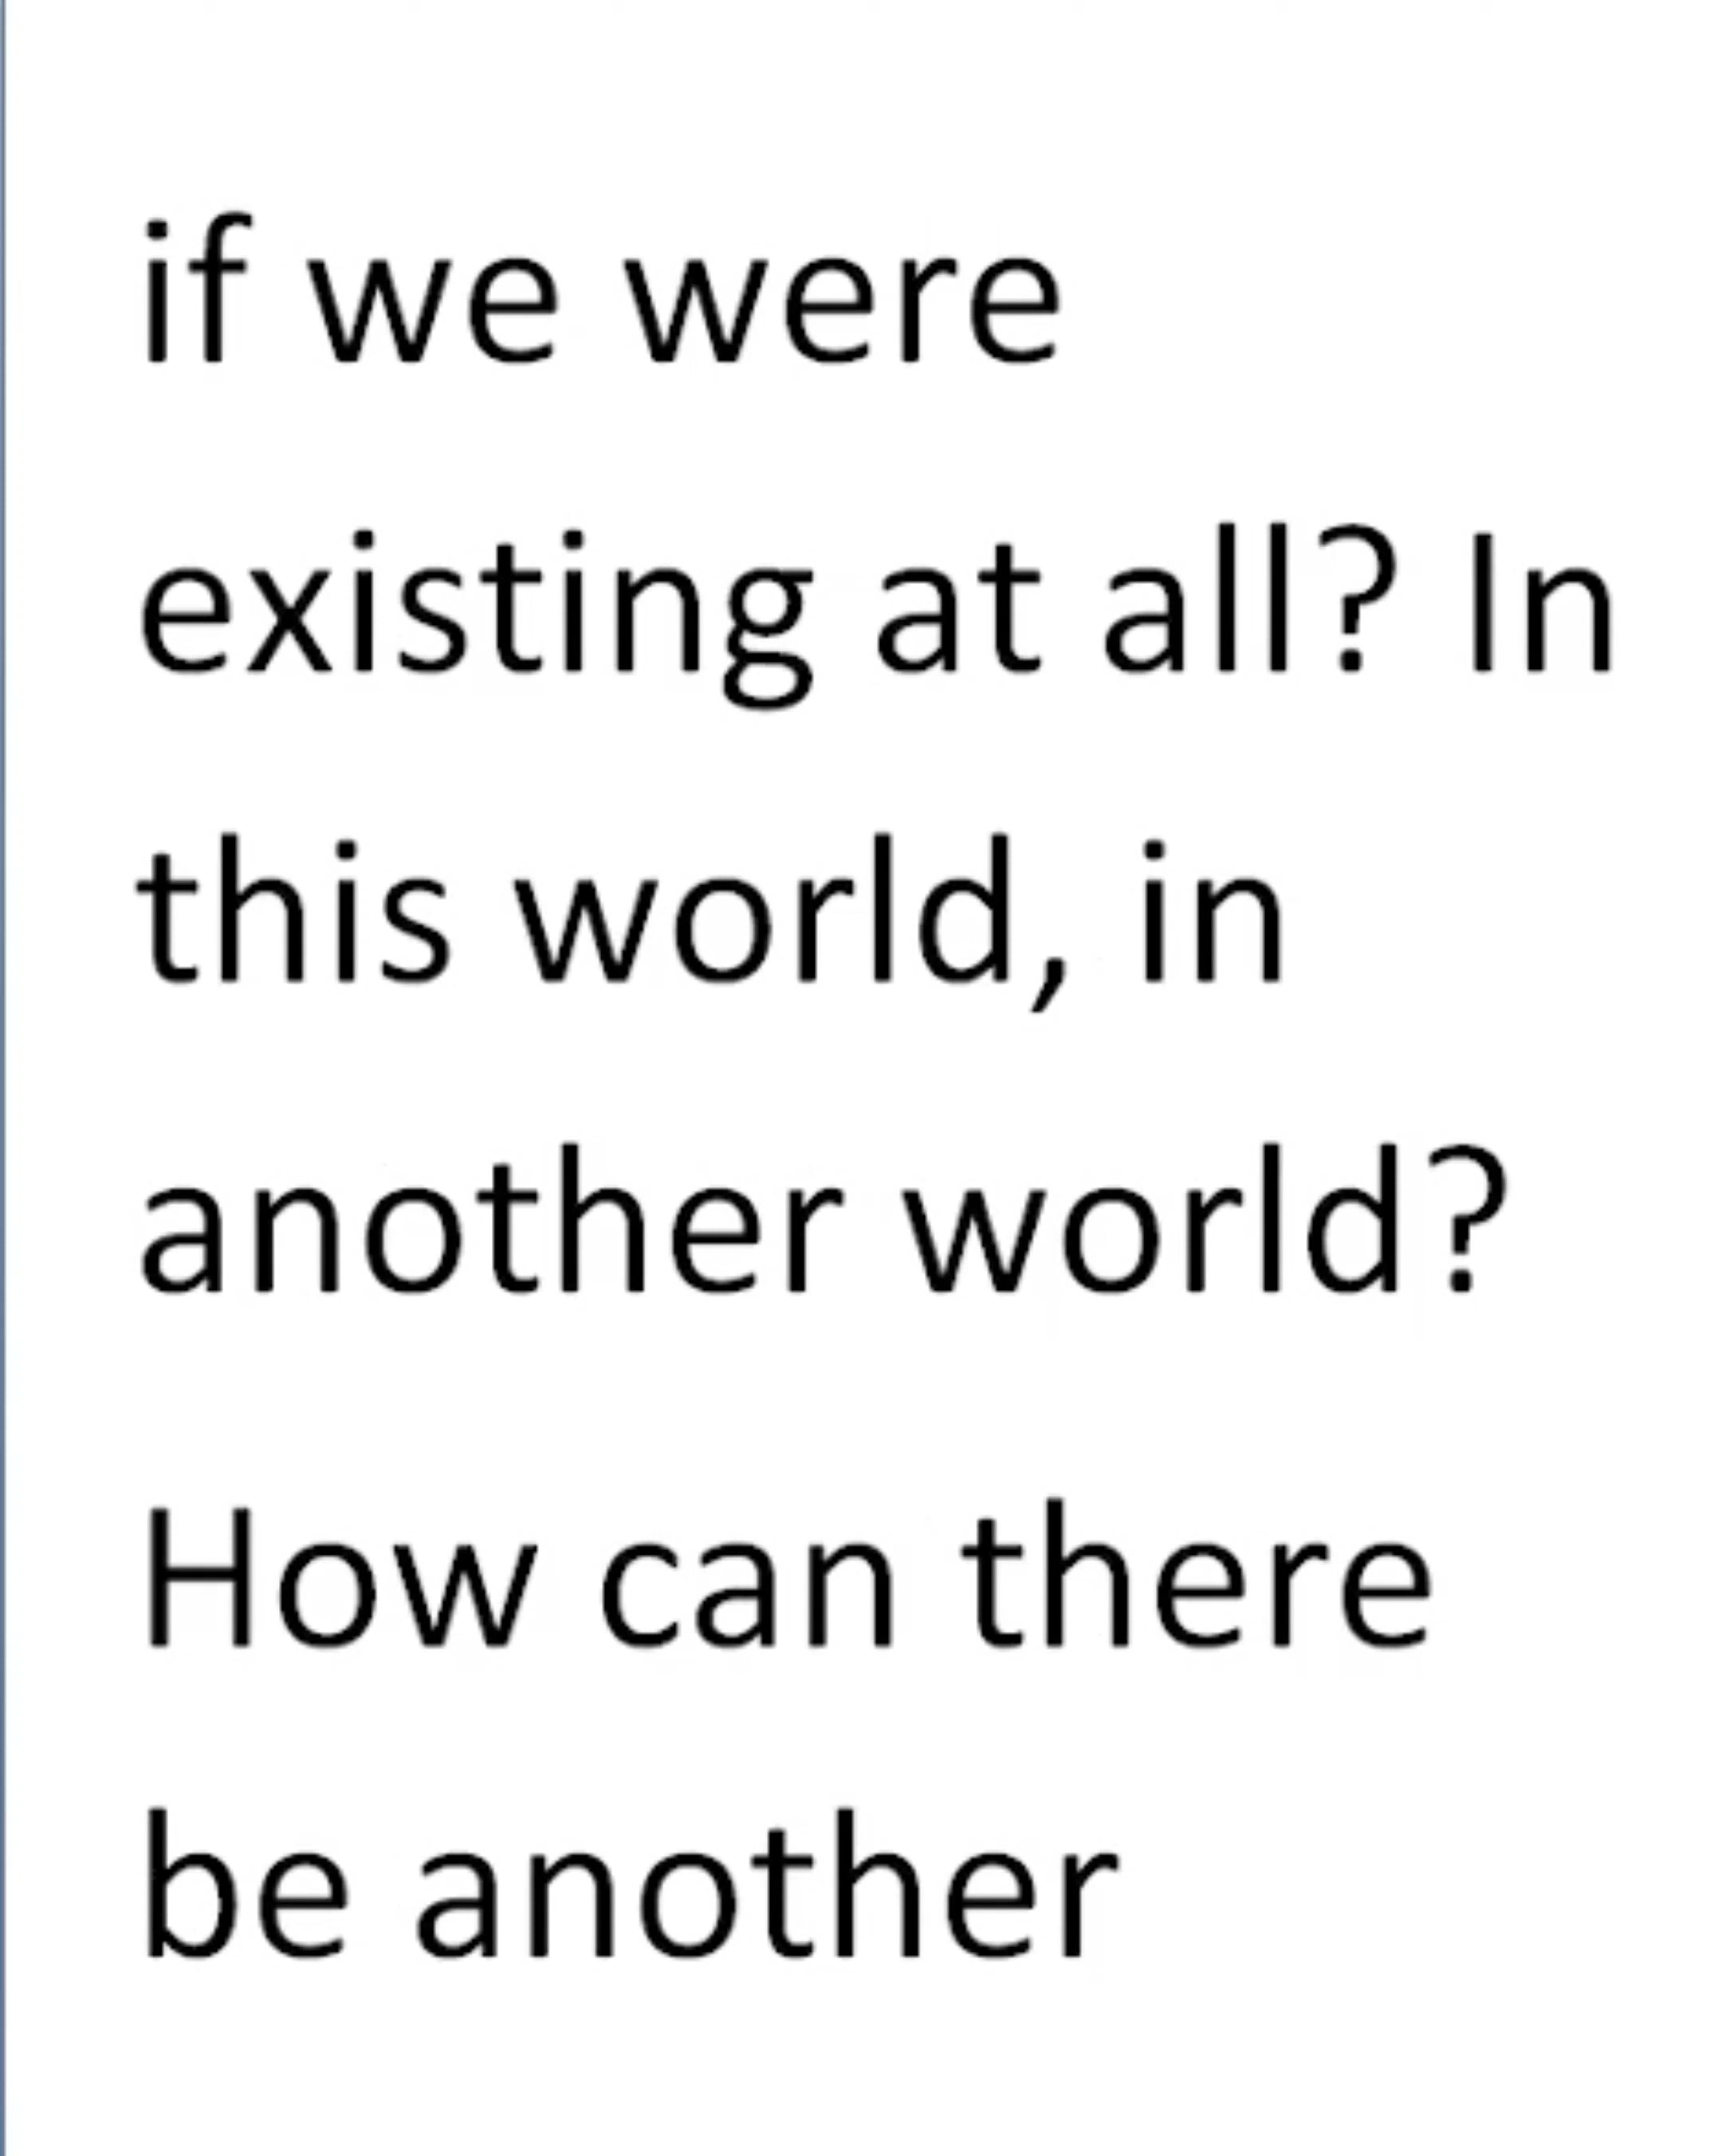 if we were
existing at all? In
this world, in
another world?
How can there
be another